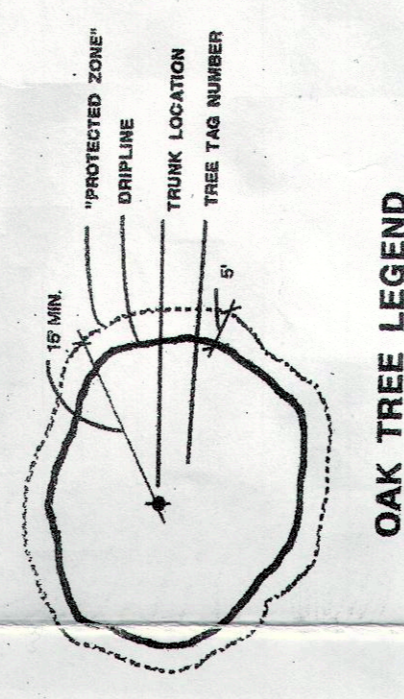 15' MIN.
"PROTECTED ZONE"
DRIPLINE
TRUNK LOCATION
TREE TAG NUMBER
5'
OAK TREE LEGEND